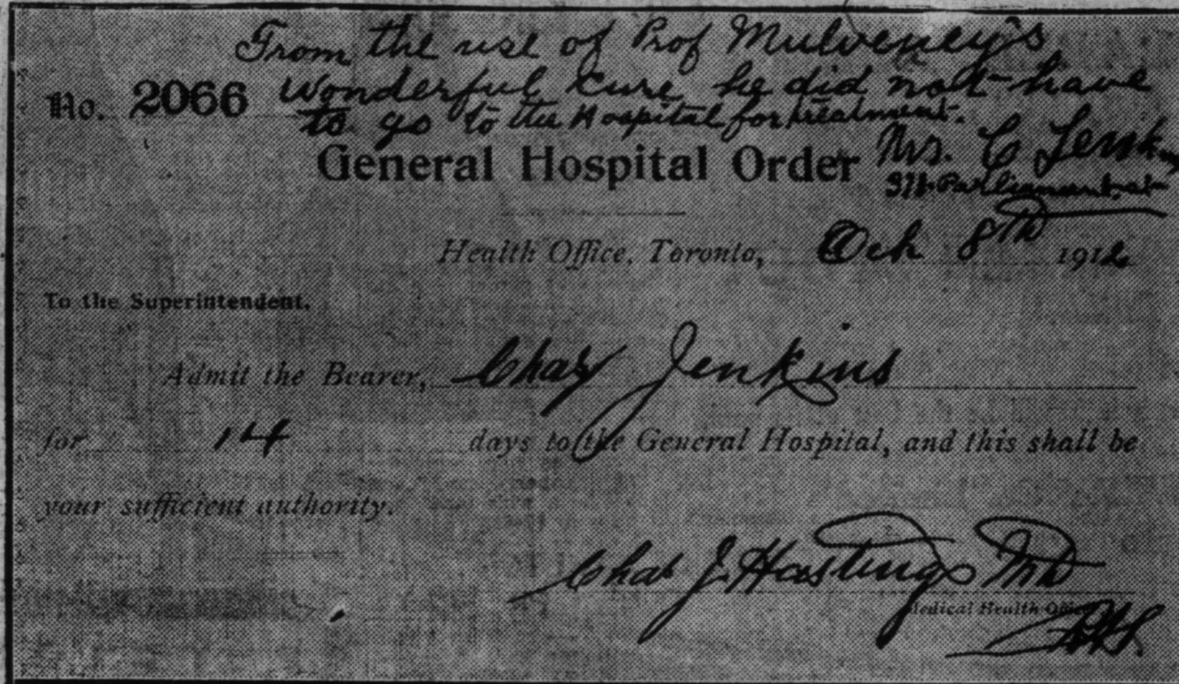 From the use of Prof Mulveney's
No. 2066 Wonderful Cure he did not have
to go to the Hospital for treatment.
General Hospital Order Mrs. C Jenkins
Parliament st
Health Office, Toronto, Oct 8th 1912
To the Superintendent.
Admit the Bearer, Chas Jenkins
for 14 days to the General Hospital, and this shall be
your sufficient authority.
Chas J. Hastings MD
Medical Health Officer